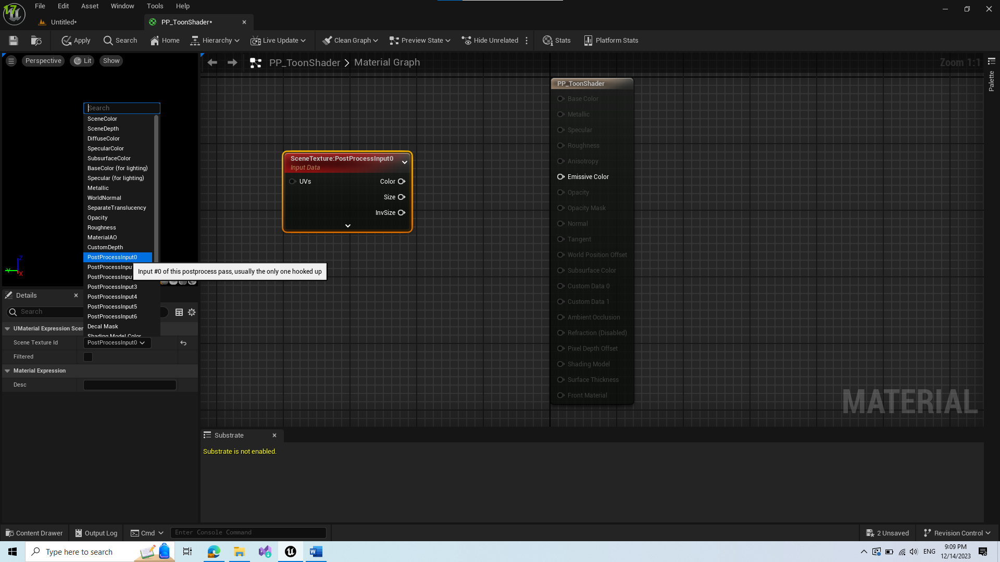 File Edit Asset Window Tools Help
Untitled*
PP_ToonShader*
Apply Search Home Hierarchy Live Update Clean Graph Preview State Hide Unrelated Stats Platform Stats
Perspective Lit Show
PP_ToonShader > Material Graph
Zoom 1:1
Palette
Search
SceneColor
SceneDepth
DiffuseColor
SpecularColor
SubsurfaceColor
BaseColor (for lighting)
Specular (for lighting)
Metallic
WorldNormal
SeparateTranslucency
Opacity
Roughness
MaterialAO
CustomDepth
PostProcessInput0
PostProcessInpu
PostProcessInpu
Input #0 of this postprocess pass, usually the only one hooked up
PostProcessInput3
PostProcessInput4
PostProcessInput5
PostProcessInput6
Decal Mask
Shading Model Color
Z
Y
X
Details
Search
UMaterial Expression Scen
Scene Texture Id PostProcessInput0
Filtered
Material Expression
Desc
SceneTexture:PostProcessInput0
Input Data
UVs Color
Size
InvSize
PP_ToonShader
Base Color
Metallic
Specular
Roughness
Anisotropy
Emissive Color
Opacity
Opacity Mask
Normal
Tangent
World Position Offset
Subsurface Color
Custom Data 0
Custom Data 1
Ambient Occlusion
Refraction (Disabled)
Pixel Depth Offset
Shading Model
Surface Thickness
Front Material
MATERIAL
Substrate
Substrate is not enabled.
Content Drawer Output Log Cmd Enter Console Command 2 Unsaved Revision Control
Type here to search
ENG
9:09 PM
12/14/2023